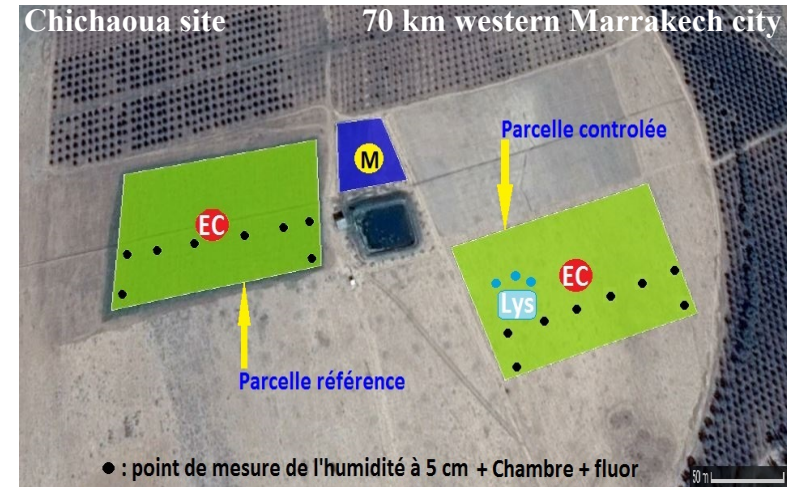 Chichaoua site 70 km western Marrakech city
Parcelle controlée
M
EC
EC
Lys
Parcelle référence
: point de mesure de l'humidité à 5 cm + Chambre + fluor
50 m